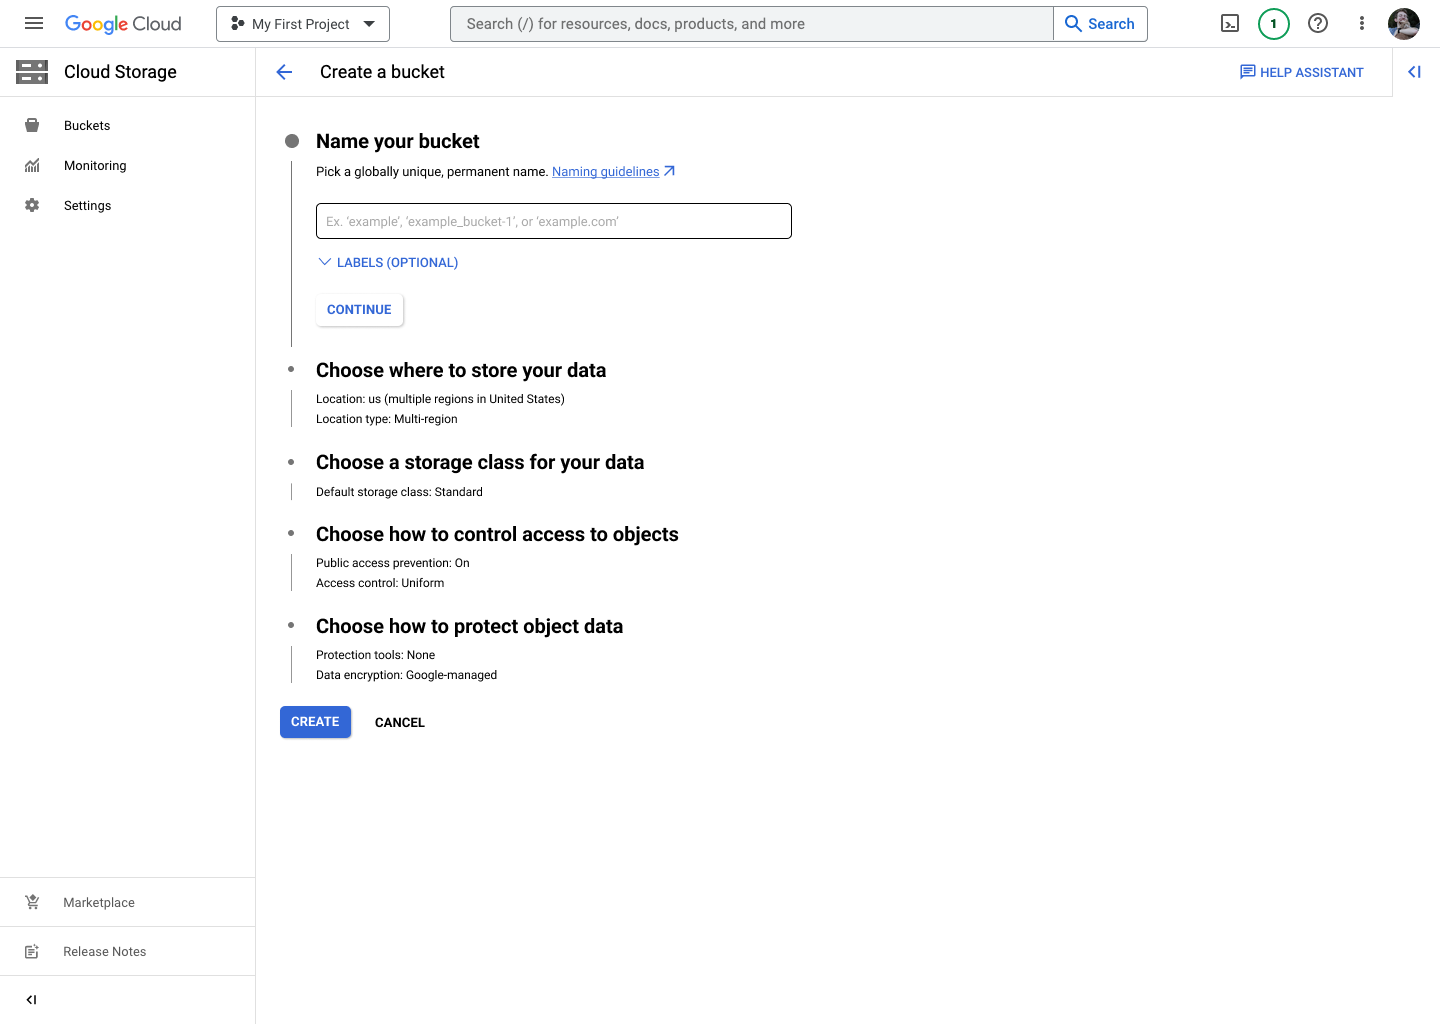 Google Cloud
My First Project
Search (/) for resources, docs, products, and more
Search
1
Cloud Storage
Create a bucket
HELP ASSISTANT
Buckets
Monitoring
Settings
Name your bucket
Pick a globally unique, permanent name. Naming guidelines
Ex. ‘example’, ‘example_bucket-1’, or ‘example.com’
LABELS (OPTIONAL)
CONTINUE
Choose where to store your data
Location: us (multiple regions in United States)
Location type: Multi-region
Choose a storage class for your data
Default storage class: Standard
Choose how to control access to objects
Public access prevention: On
Access control: Uniform
Choose how to protect object data
Protection tools: None
Data encryption: Google-managed
CREATE
CANCEL
Marketplace
Release Notes